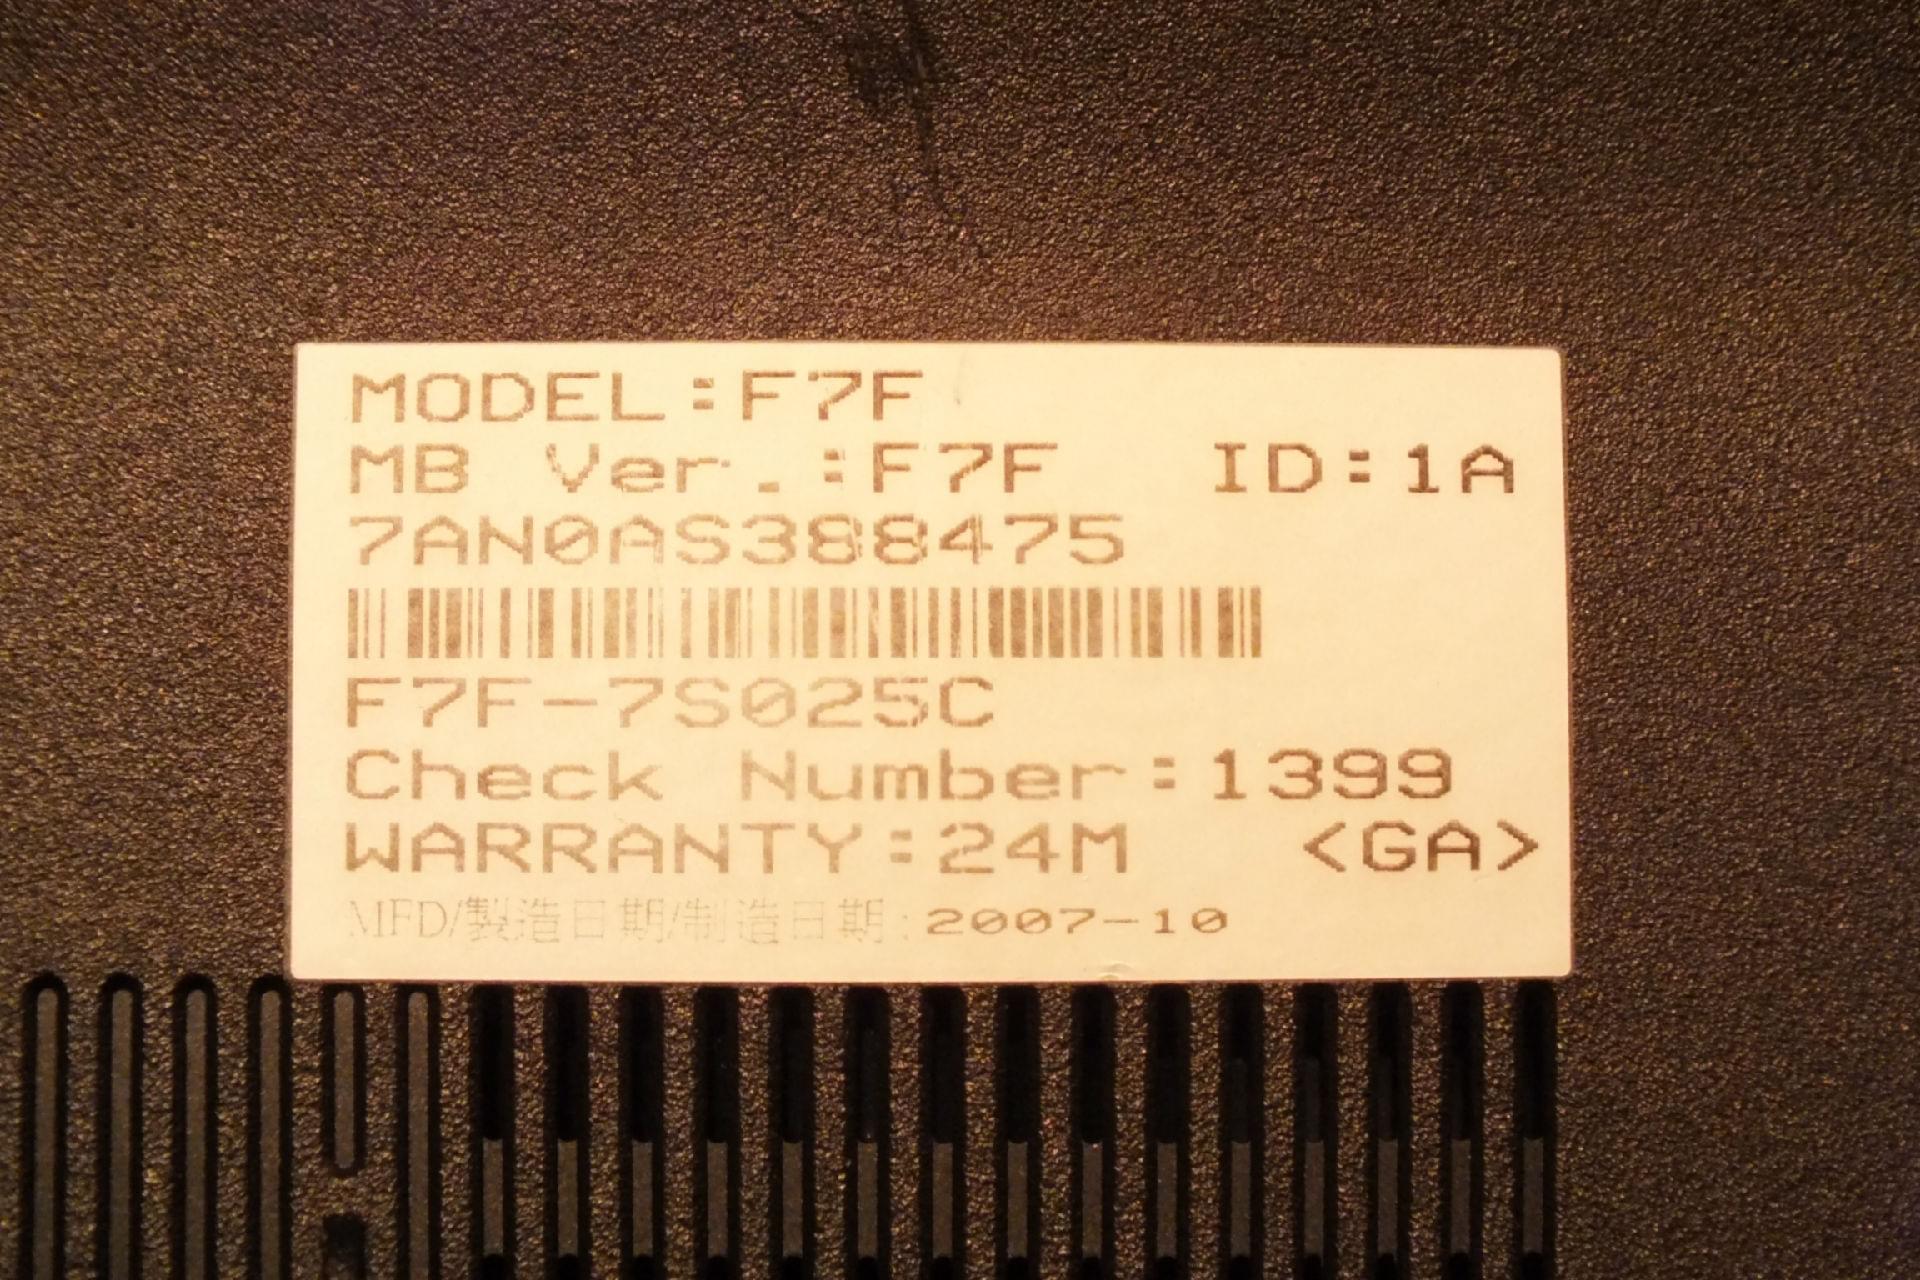 MODEL:F7F
MB Ver.:F7F ID:1A
7AN0AS388475
F7F-7S025C
Check Number:1399
WARRANTY:24M <GA>
MFD/製造日期/制造日期:2007-10